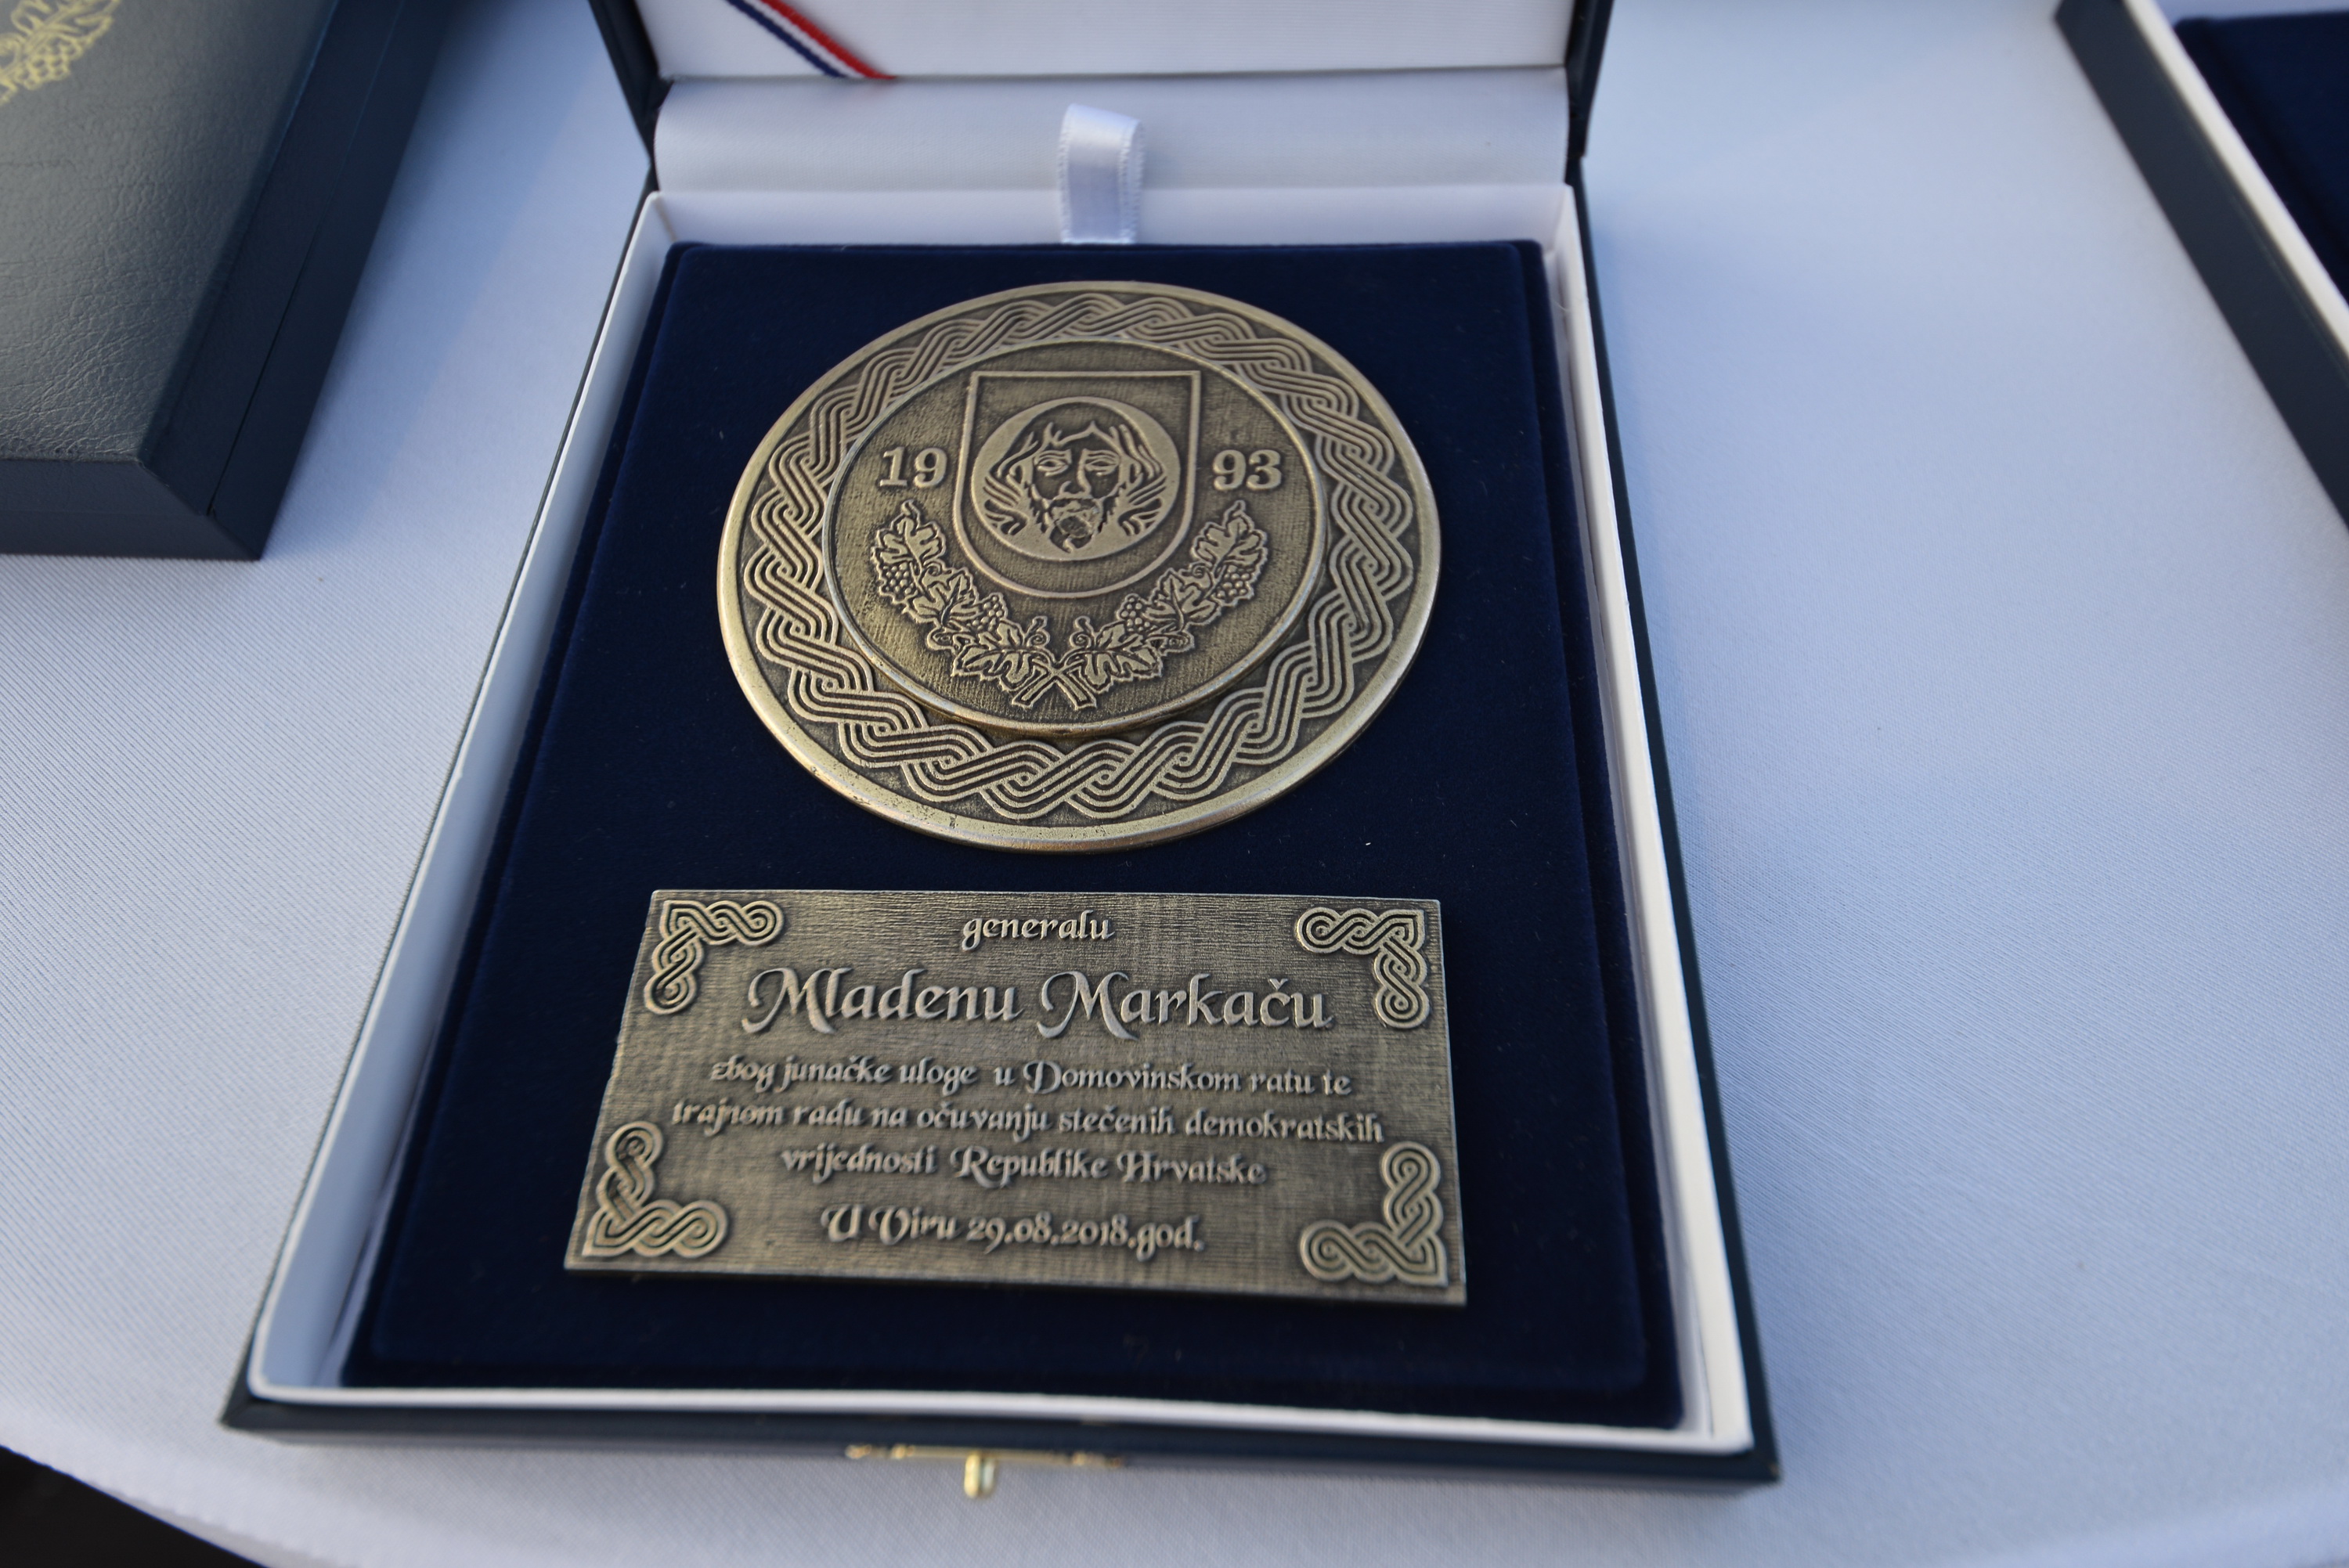 19 93
generalu
Mladenu Markaču
zbog junačke uloge u Domovinskom ratu te
trajnom radu na očuvanju stečenih demokratskih
vrijednosti Republike Hrvatske
U Viru 29.08.2018.god.